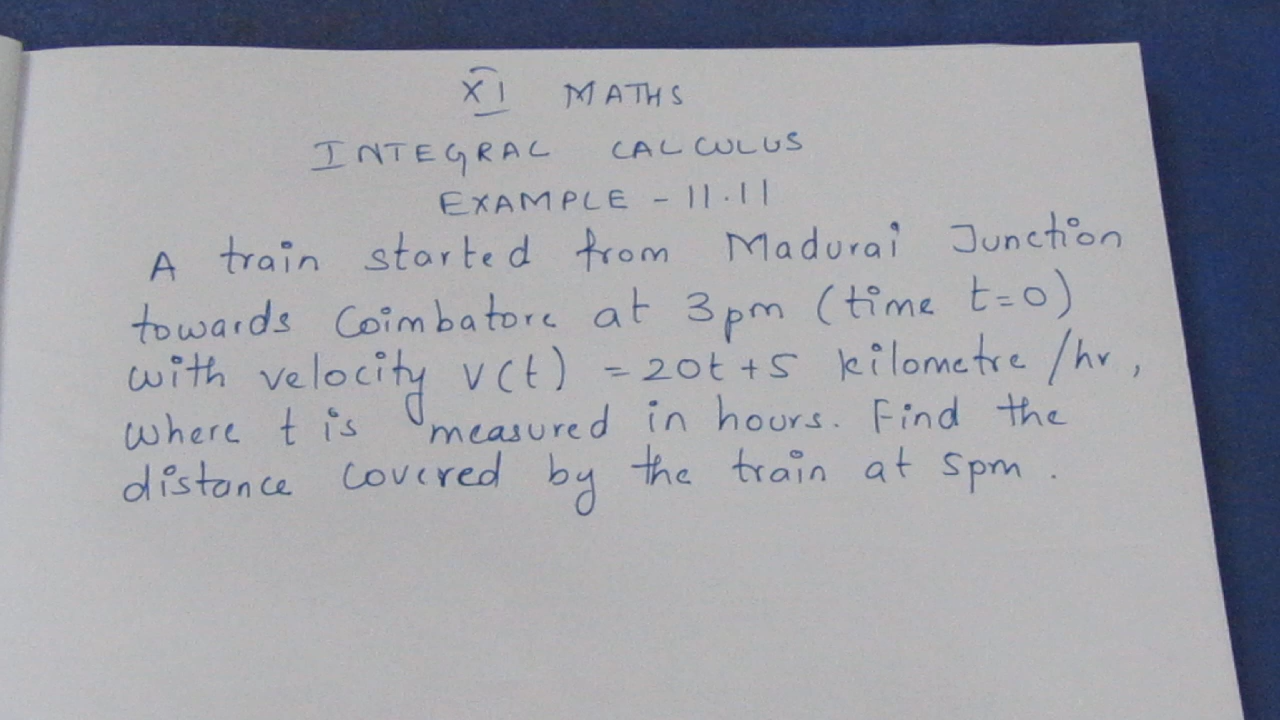 XI MATHS
INTEGRAL CALCULUS
EXAMPLE - 11.11
A train started from Madurai Junction
towards Coimbatore at 3pm (time t=0)
with velocity v(t) = 20t+5 kilometre /hr,
where t is measured in hours. Find the
distance covered by the train at 5pm.